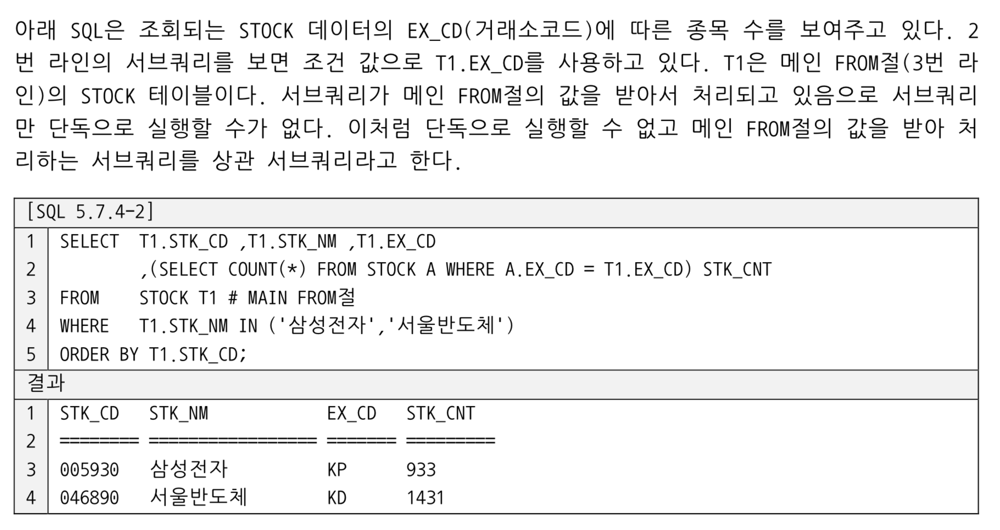 아래 SQL은 조회되는 STOCK 데이터의 EX_CD(거래소코드)에 따른 종목 수를 보여주고 있다. 2
번 라인의 서브쿼리를 보면 조건 값으로 T1.EX_CD를 사용하고 있다. T1은 메인 FROM절(3번 라
인)의 STOCK 테이블이다. 서브쿼리가 메인 FROM절의 값을 받아서 처리되고 있음으로 서브쿼리
만 단독으로 실행할 수가 없다. 이처럼 단독으로 실행할 수 없고 메인 FROM절의 값을 받아 처
리하는 서브쿼리를 상관 서브쿼리라고 한다.
[SQL 5.7.4-2]
1 SELECT  T1.STK_CD ,T1.STK_NM ,T1.EX_CD
2         ,(SELECT COUNT(*) FROM STOCK A WHERE A.EX_CD = T1.EX_CD) STK_CNT
3 FROM    STOCK T1 # MAIN FROM절
4 WHERE   T1.STK_NM IN ('삼성전자','서울반도체')
5 ORDER BY T1.STK_CD;
결과
1 STK_CD   STK_NM            EX_CD   STK_CNT
2 ======== ================= ======= =========
3 005930   삼성전자          KP      933
4 046890   서울반도체        KD      1431